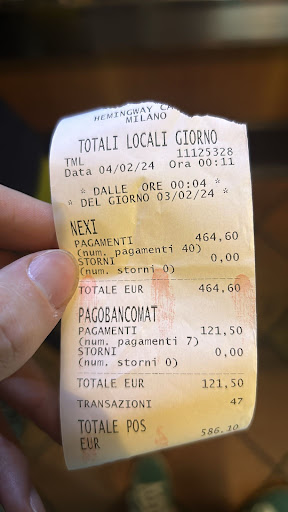 HEMINGWAY
MILANO
TOTALI LOCALI GIORNO
TML 11125328
Data 04/02/24 Ora 00:11
* DALLE ORE 00:04 *
* DEL GIORNO 03/02/24 *
NEXI
PAGAMENTI 464,60
(num. pagamenti 40)
STORNI 0,00
(num. storni 0)
TOTALE EUR 464,60
PAGOBANCOMAT
PAGAMENTI 121,50
(num. pagamenti 7)
STORNI 0,00
(num. storni 0)
TOTALE EUR 121,50
TRANSAZIONI 47
TOTALE POS
EUR 586,10